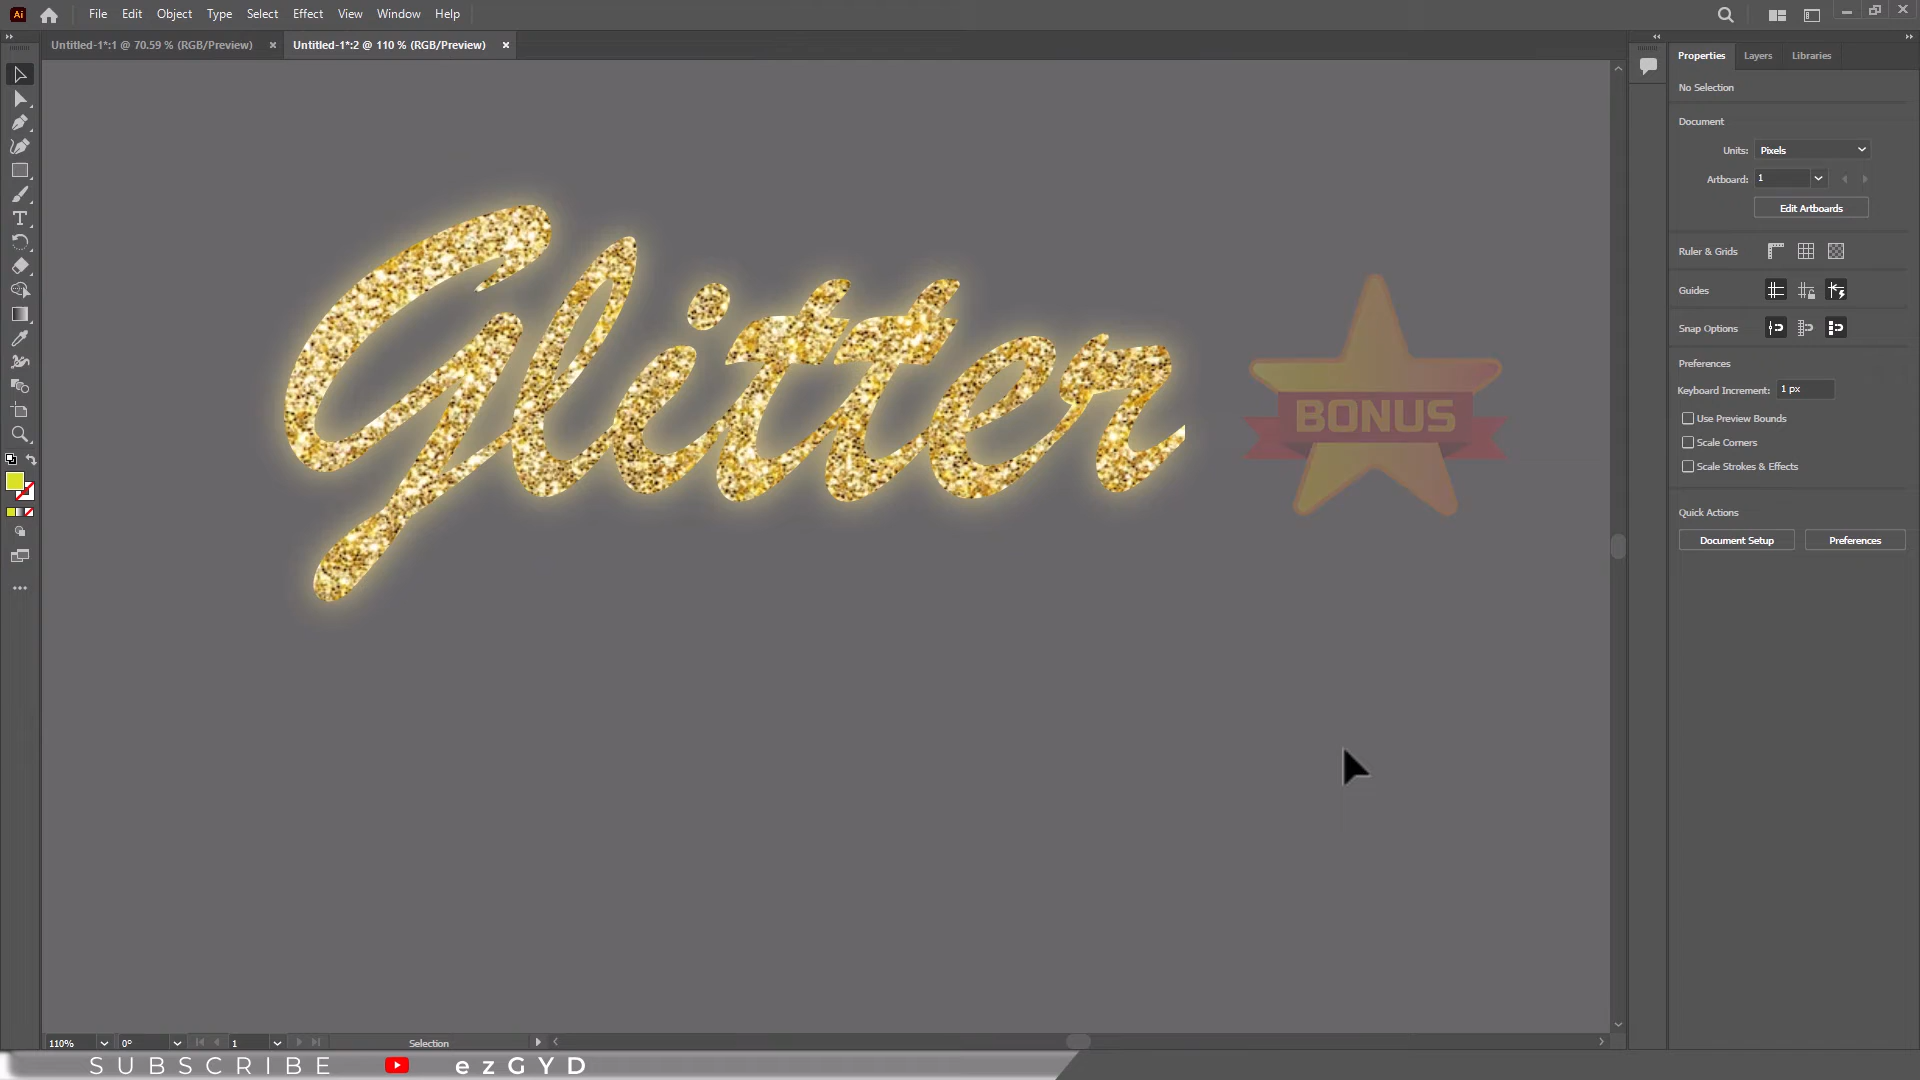 Ai File Edit Object Type Select Effect View Window Help
Untitled-1*:1 @ 70.59 % (RGB/Preview) × Untitled-1*:2 @ 110 % (RGB/Preview) ×
Properties Layers Libraries
No Selection
Document
Units: Pixels
Artboard: 1
Edit Artboards
Ruler & Grids
Guides
Snap Options
Preferences
Keyboard Increment: 1 px
Use Preview Bounds
Scale Corners
Scale Strokes & Effects
Quick Actions
Document Setup Preferences
Glitter
BONUS
110% 0° 1 Selection
SUBSCRIBE ezGYD